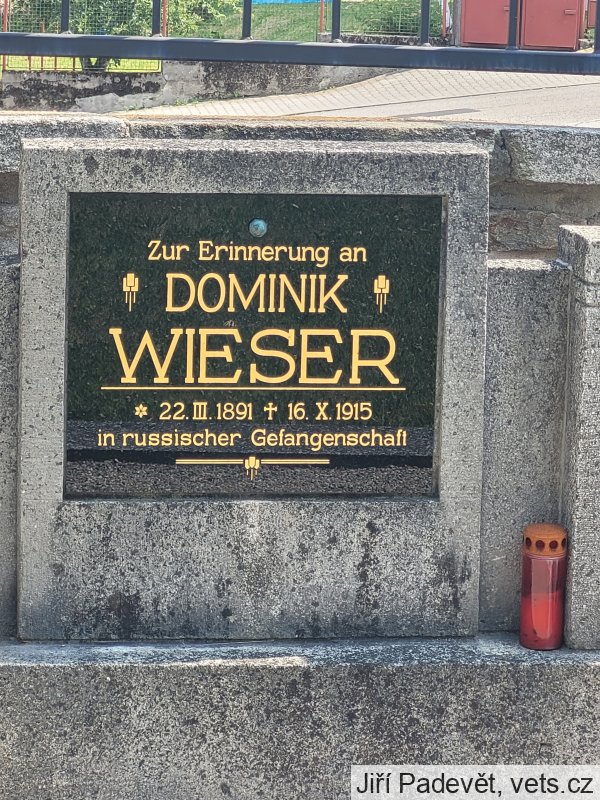 Zur Erinnerung an
DOMINIK
WIESER
✡ 22. III. 1891 ✝ 16. X. 1915
in russischer Gefangenschaft
Jiří Padevět, vets.cz